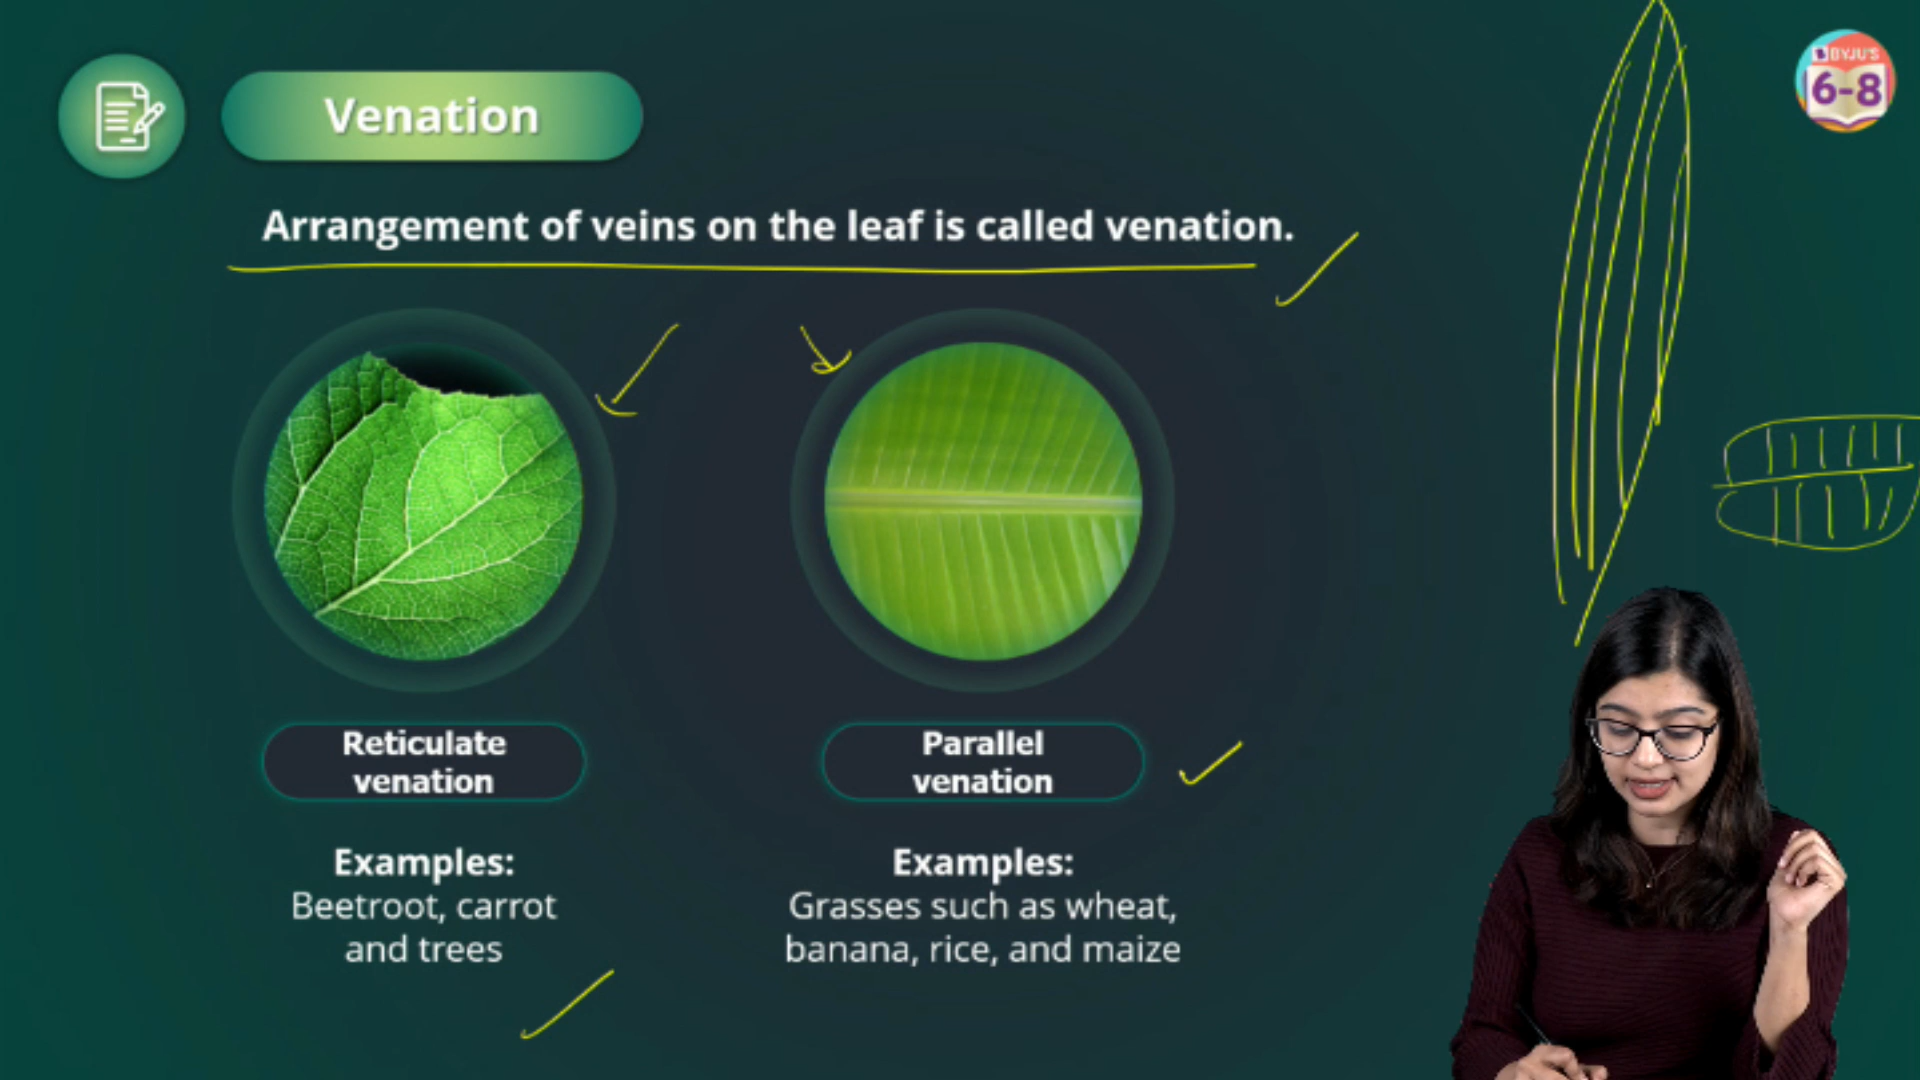 BYJU'S
6-8
Venation
Arrangement of veins on the leaf is called venation.
Reticulate
venation
Parallel
venation
Examples:
Beetroot, carrot
and trees
Examples:
Grasses such as wheat,
banana, rice, and maize